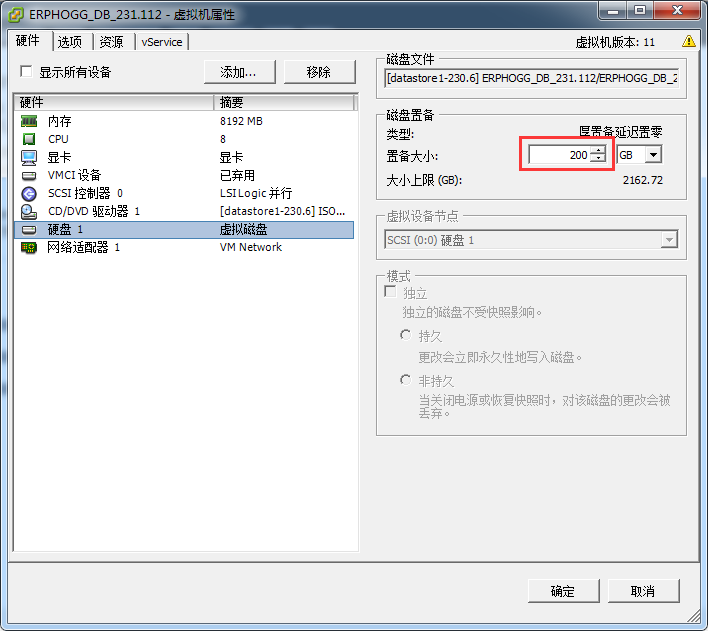 ERPHOGG_DB_231.112 - 虚拟机属性
硬件 选项 资源 vService
虚拟机版本: 11
显示所有设备 添加... 移除
硬件 摘要
内存 8192 MB
CPU 8
显卡 显卡
VMCI 设备 已弃用
SCSI 控制器 0 LSI Logic 并行
CD/DVD 驱动器 1 [datastore1-230.6] ISO...
硬盘 1 虚拟磁盘
网络适配器 1 VM Network
磁盘文件
[datastore1-230.6] ERPHOGG_DB_231.112/ERPHOGG_DB_2
磁盘置备
类型: 厚置备延迟置零
置备大小: 200 GB
大小上限 (GB): 2162.72
虚拟设备节点
SCSI (0:0) 硬盘 1
模式
独立
独立的磁盘不受快照影响。
持久
更改会立即永久性地写入磁盘。
非持久
当关闭电源或恢复快照时，对该磁盘的更改会被
丢弃。
确定 取消